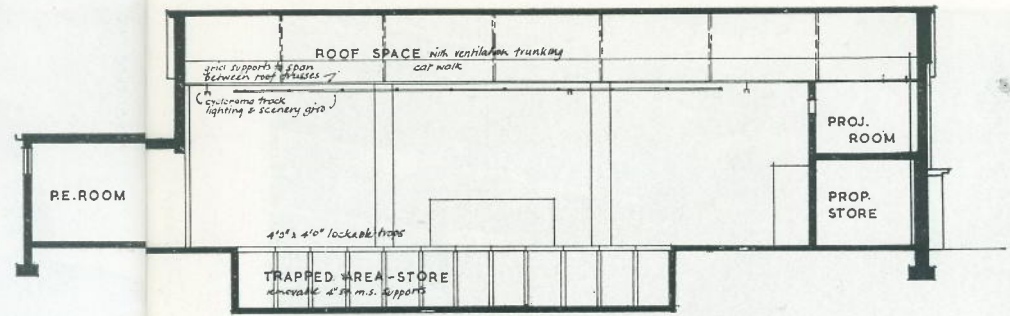 ROOF SPACE with ventilation trunking
cat walk
grid supports to span
between roof trusses
(cyclorama track
lighting & scenery grid)
PROJ.
ROOM
P.E. ROOM
PROP.
STORE
4'0" x 4'0" lockable traps
TRAPPED AREA - STORE
removable 4" sq m.s. supports